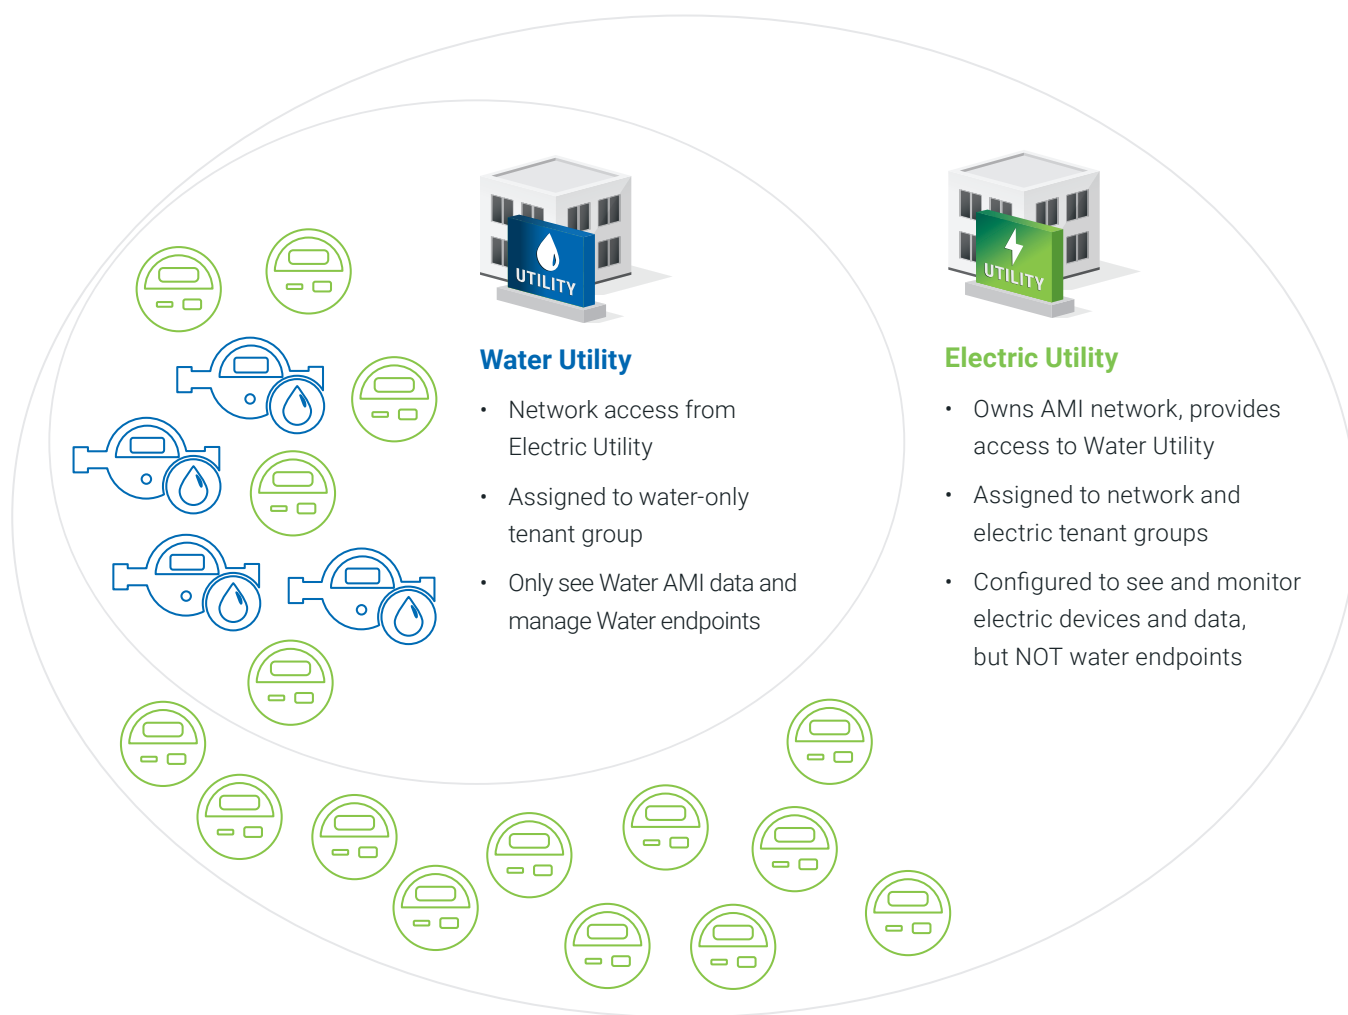 UTILITY
Water Utility
• Network access from
Electric Utility
• Assigned to water-only
tenant group
• Only see Water AMI data and
manage Water endpoints
UTILITY
Electric Utility
• Owns AMI network, provides
access to Water Utility
• Assigned to network and
electric tenant groups
• Configured to see and monitor
electric devices and data,
but NOT water endpoints